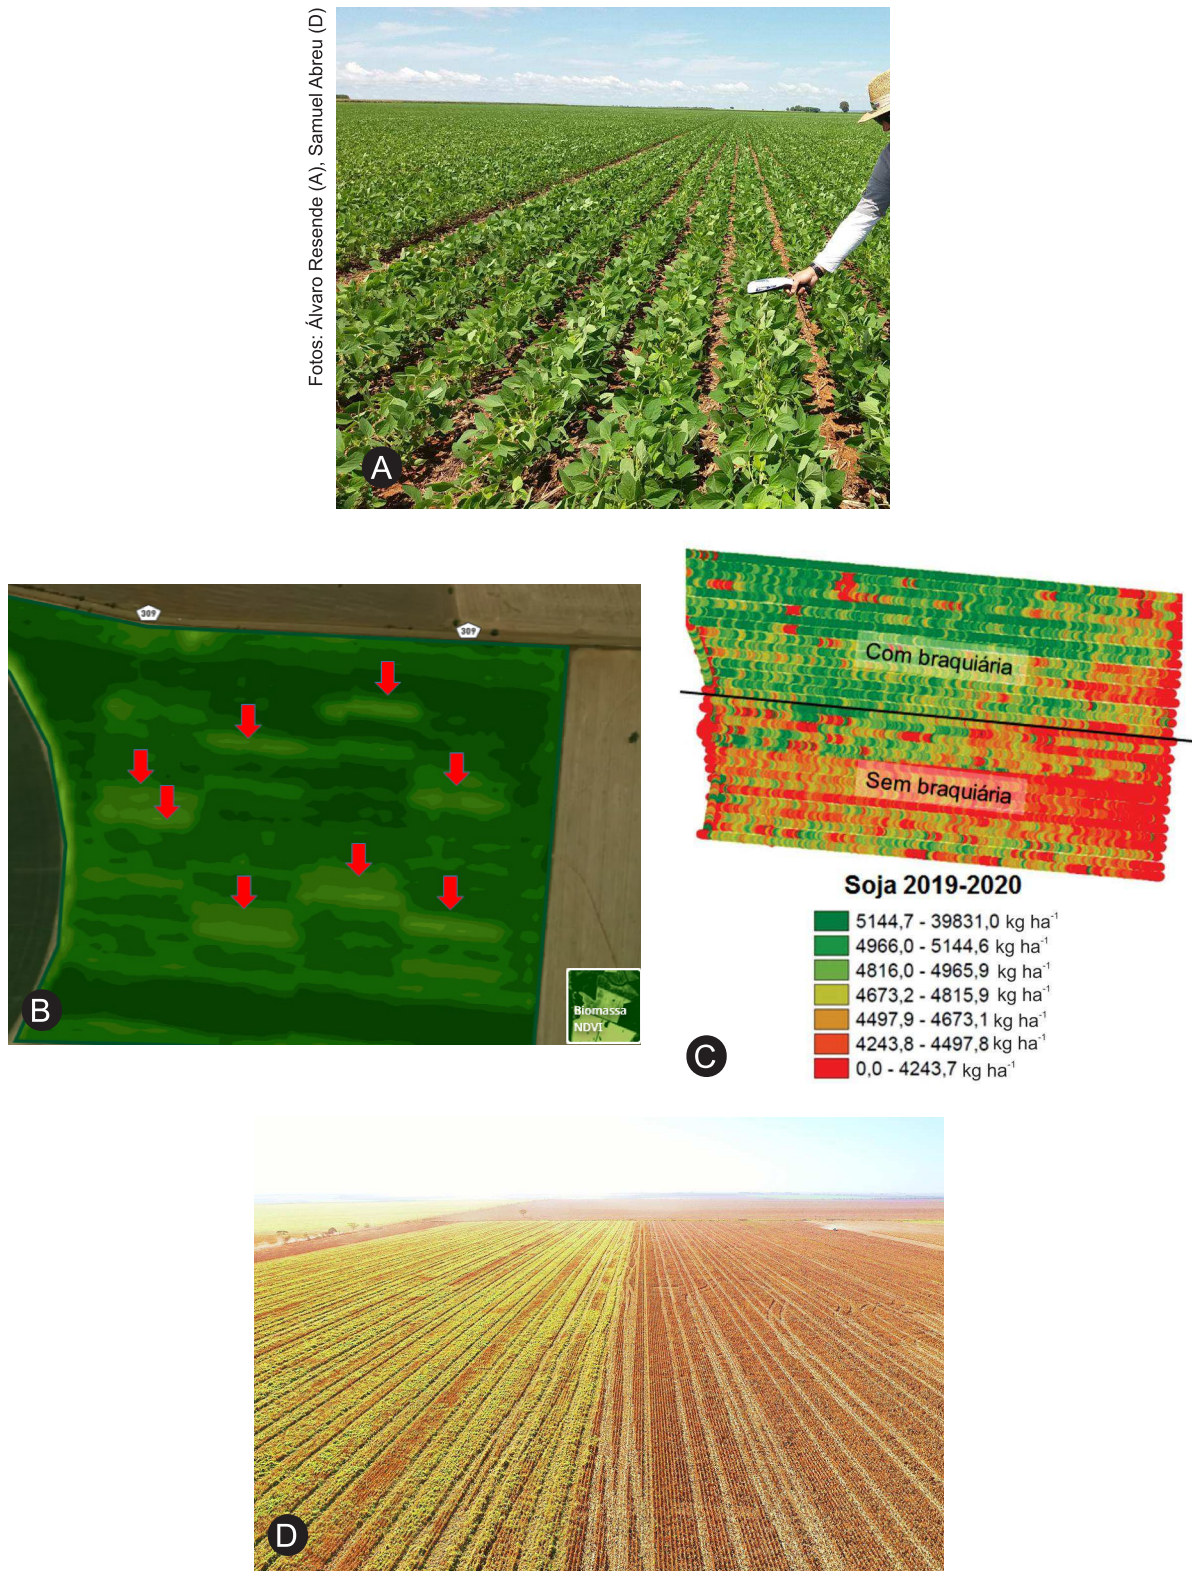 Fotos: Álvaro Resende (A), Samuel Abreu (D)
A
309
309
Biomassa
NDVI
B
Com braquiária
Sem braquiária
Soja 2019-2020
5144,7 - 39831,0 kg ha⁻¹
4966,0 - 5144,6 kg ha⁻¹
4816,0 - 4965,9 kg ha⁻¹
4673,2 - 4815,9 kg ha⁻¹
4497,9 - 4673,1 kg ha⁻¹
4243,8 - 4497,8 kg ha⁻¹
0,0 - 4243,7 kg ha⁻¹
C
D